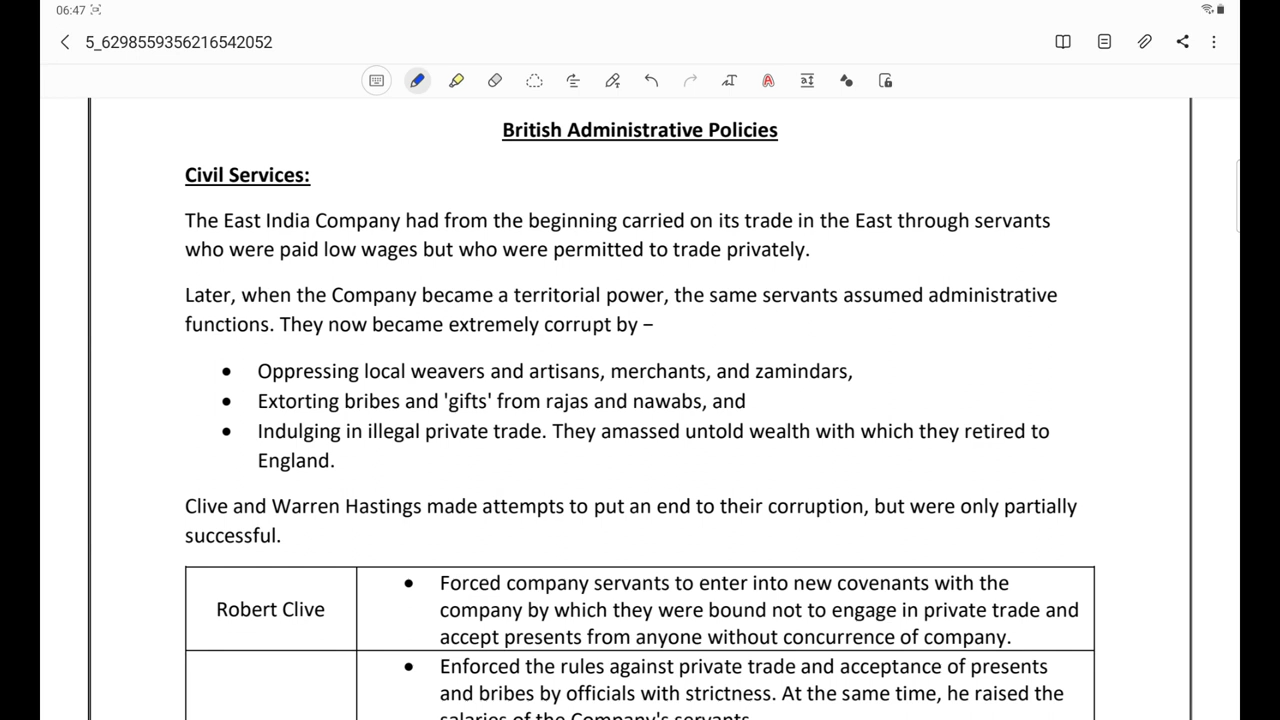 06:47
5_6298559356216542052
British Administrative Policies
Civil Services:
The East India Company had from the beginning carried on its trade in the East through servants
who were paid low wages but who were permitted to trade privately.
Later, when the Company became a territorial power, the same servants assumed administrative
functions. They now became extremely corrupt by –
• Oppressing local weavers and artisans, merchants, and zamindars,
• Extorting bribes and 'gifts' from rajas and nawabs, and
• Indulging in illegal private trade. They amassed untold wealth with which they retired to
England.
Clive and Warren Hastings made attempts to put an end to their corruption, but were only partially
successful.
Robert Clive
• Forced company servants to enter into new covenants with the
company by which they were bound not to engage in private trade and
accept presents from anyone without concurrence of company.
• Enforced the rules against private trade and acceptance of presents
and bribes by officials with strictness. At the same time, he raised the
salaries of the Company's servants